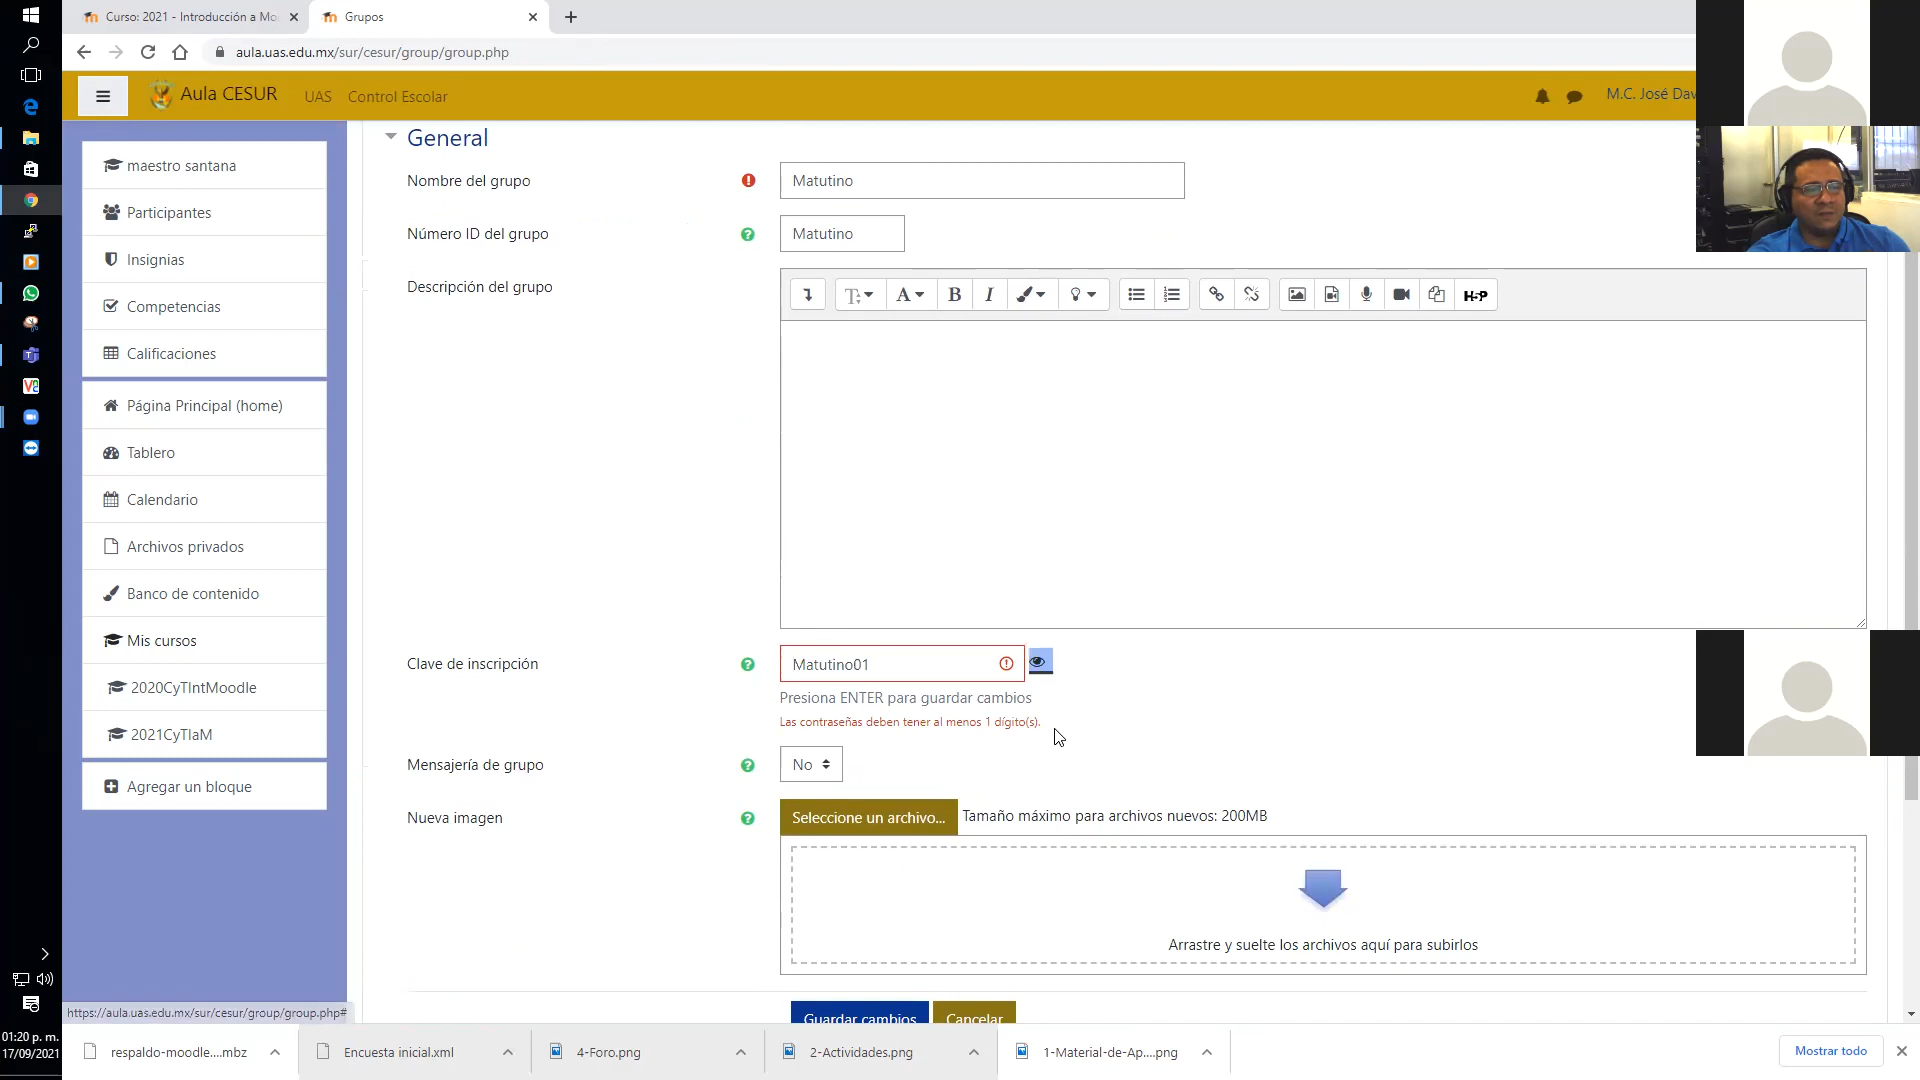 Curso: 2021 - Introducción a Mo
Grupos
aula.uas.edu.mx/sur/cesur/group/group.php
Aula CESUR
UAS
Control Escolar
M.C. José Dav
maestro santana
Participantes
Insignias
Competencias
Calificaciones
Página Principal (home)
Tablero
Calendario
Archivos privados
Banco de contenido
Mis cursos
2020CyTIntMoodle
2021CyTIaM
Agregar un bloque
General
Nombre del grupo
Matutino
Número ID del grupo
Matutino
Descripción del grupo
H5P
Clave de inscripción
Matutino01
Presiona ENTER para guardar cambios
Las contraseñas deben tener al menos 1 dígito(s).
Mensajería de grupo
No
Nueva imagen
Seleccione un archivo...
Tamaño máximo para archivos nuevos: 200MB
Arrastre y suelte los archivos aquí para subirlos
Guardar cambios
Cancelar
https://aula.uas.edu.mx/sur/cesur/group/group.php#
01:20 p. m.
17/09/2021
respaldo-moodle....mbz
Encuesta inicial.xml
4-Foro.png
2-Actividades.png
1-Material-de-Ap....png
Mostrar todo